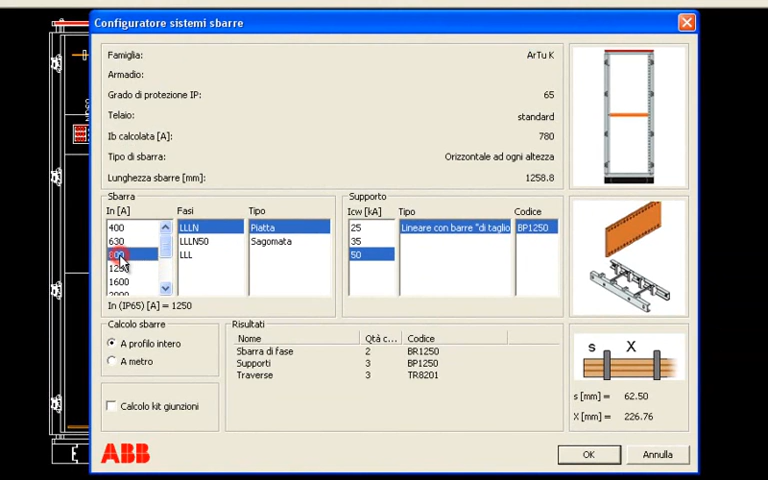 Configuratore sistemi sbarre
Famiglia: ArTu K
Armadio:
Grado di protezione IP: 65
Telaio: standard
Ib calcolata [A]: 780
Tipo di sbarra: Orizzontale ad ogni altezza
Lunghezza sbarre [mm]: 1258.8
Sbarra
In [A] Fasi Tipo
400 LLLN Piatta
630 LLLN50 Sagomata
LLL
1600
In (IP65) [A] = 1250
Supporto
Icw [kA] Tipo Codice
25 Lineare con barre "di taglio BP1250
35
50
Calcolo sbarre
A profilo intero
A metro
Calcolo kit giunzioni
Risultati
Nome Qtà c... Codice
Sbarra di fase 2 BR1250
Supporti 3 BP1250
Traverse 3 TR8201
s X
s [mm] = 62.50
X [mm] = 226.76
ABB
OK Annulla